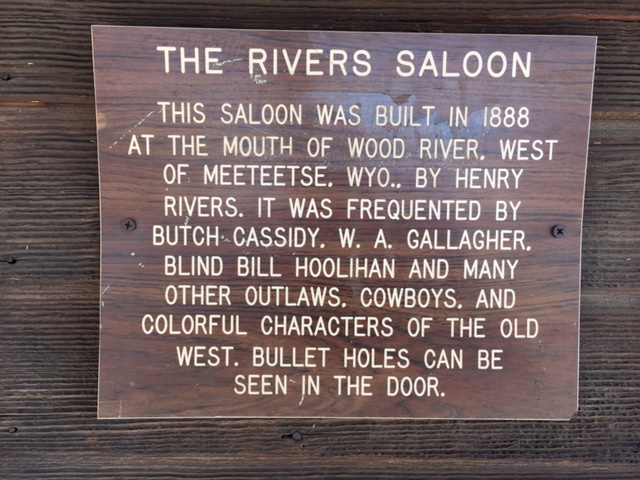 THE RIVERS SALOON
THIS SALOON WAS BUILT IN 1888
AT THE MOUTH OF WOOD RIVER, WEST
OF MEETEETSE, WYO., BY HENRY
RIVERS. IT WAS FREQUENTED BY
BUTCH CASSIDY, W. A. GALLAGHER,
BLIND BILL HOOLIHAN AND MANY
OTHER OUTLAWS, COWBOYS, AND
COLORFUL CHARACTERS OF THE OLD
WEST. BULLET HOLES CAN BE
SEEN IN THE DOOR.